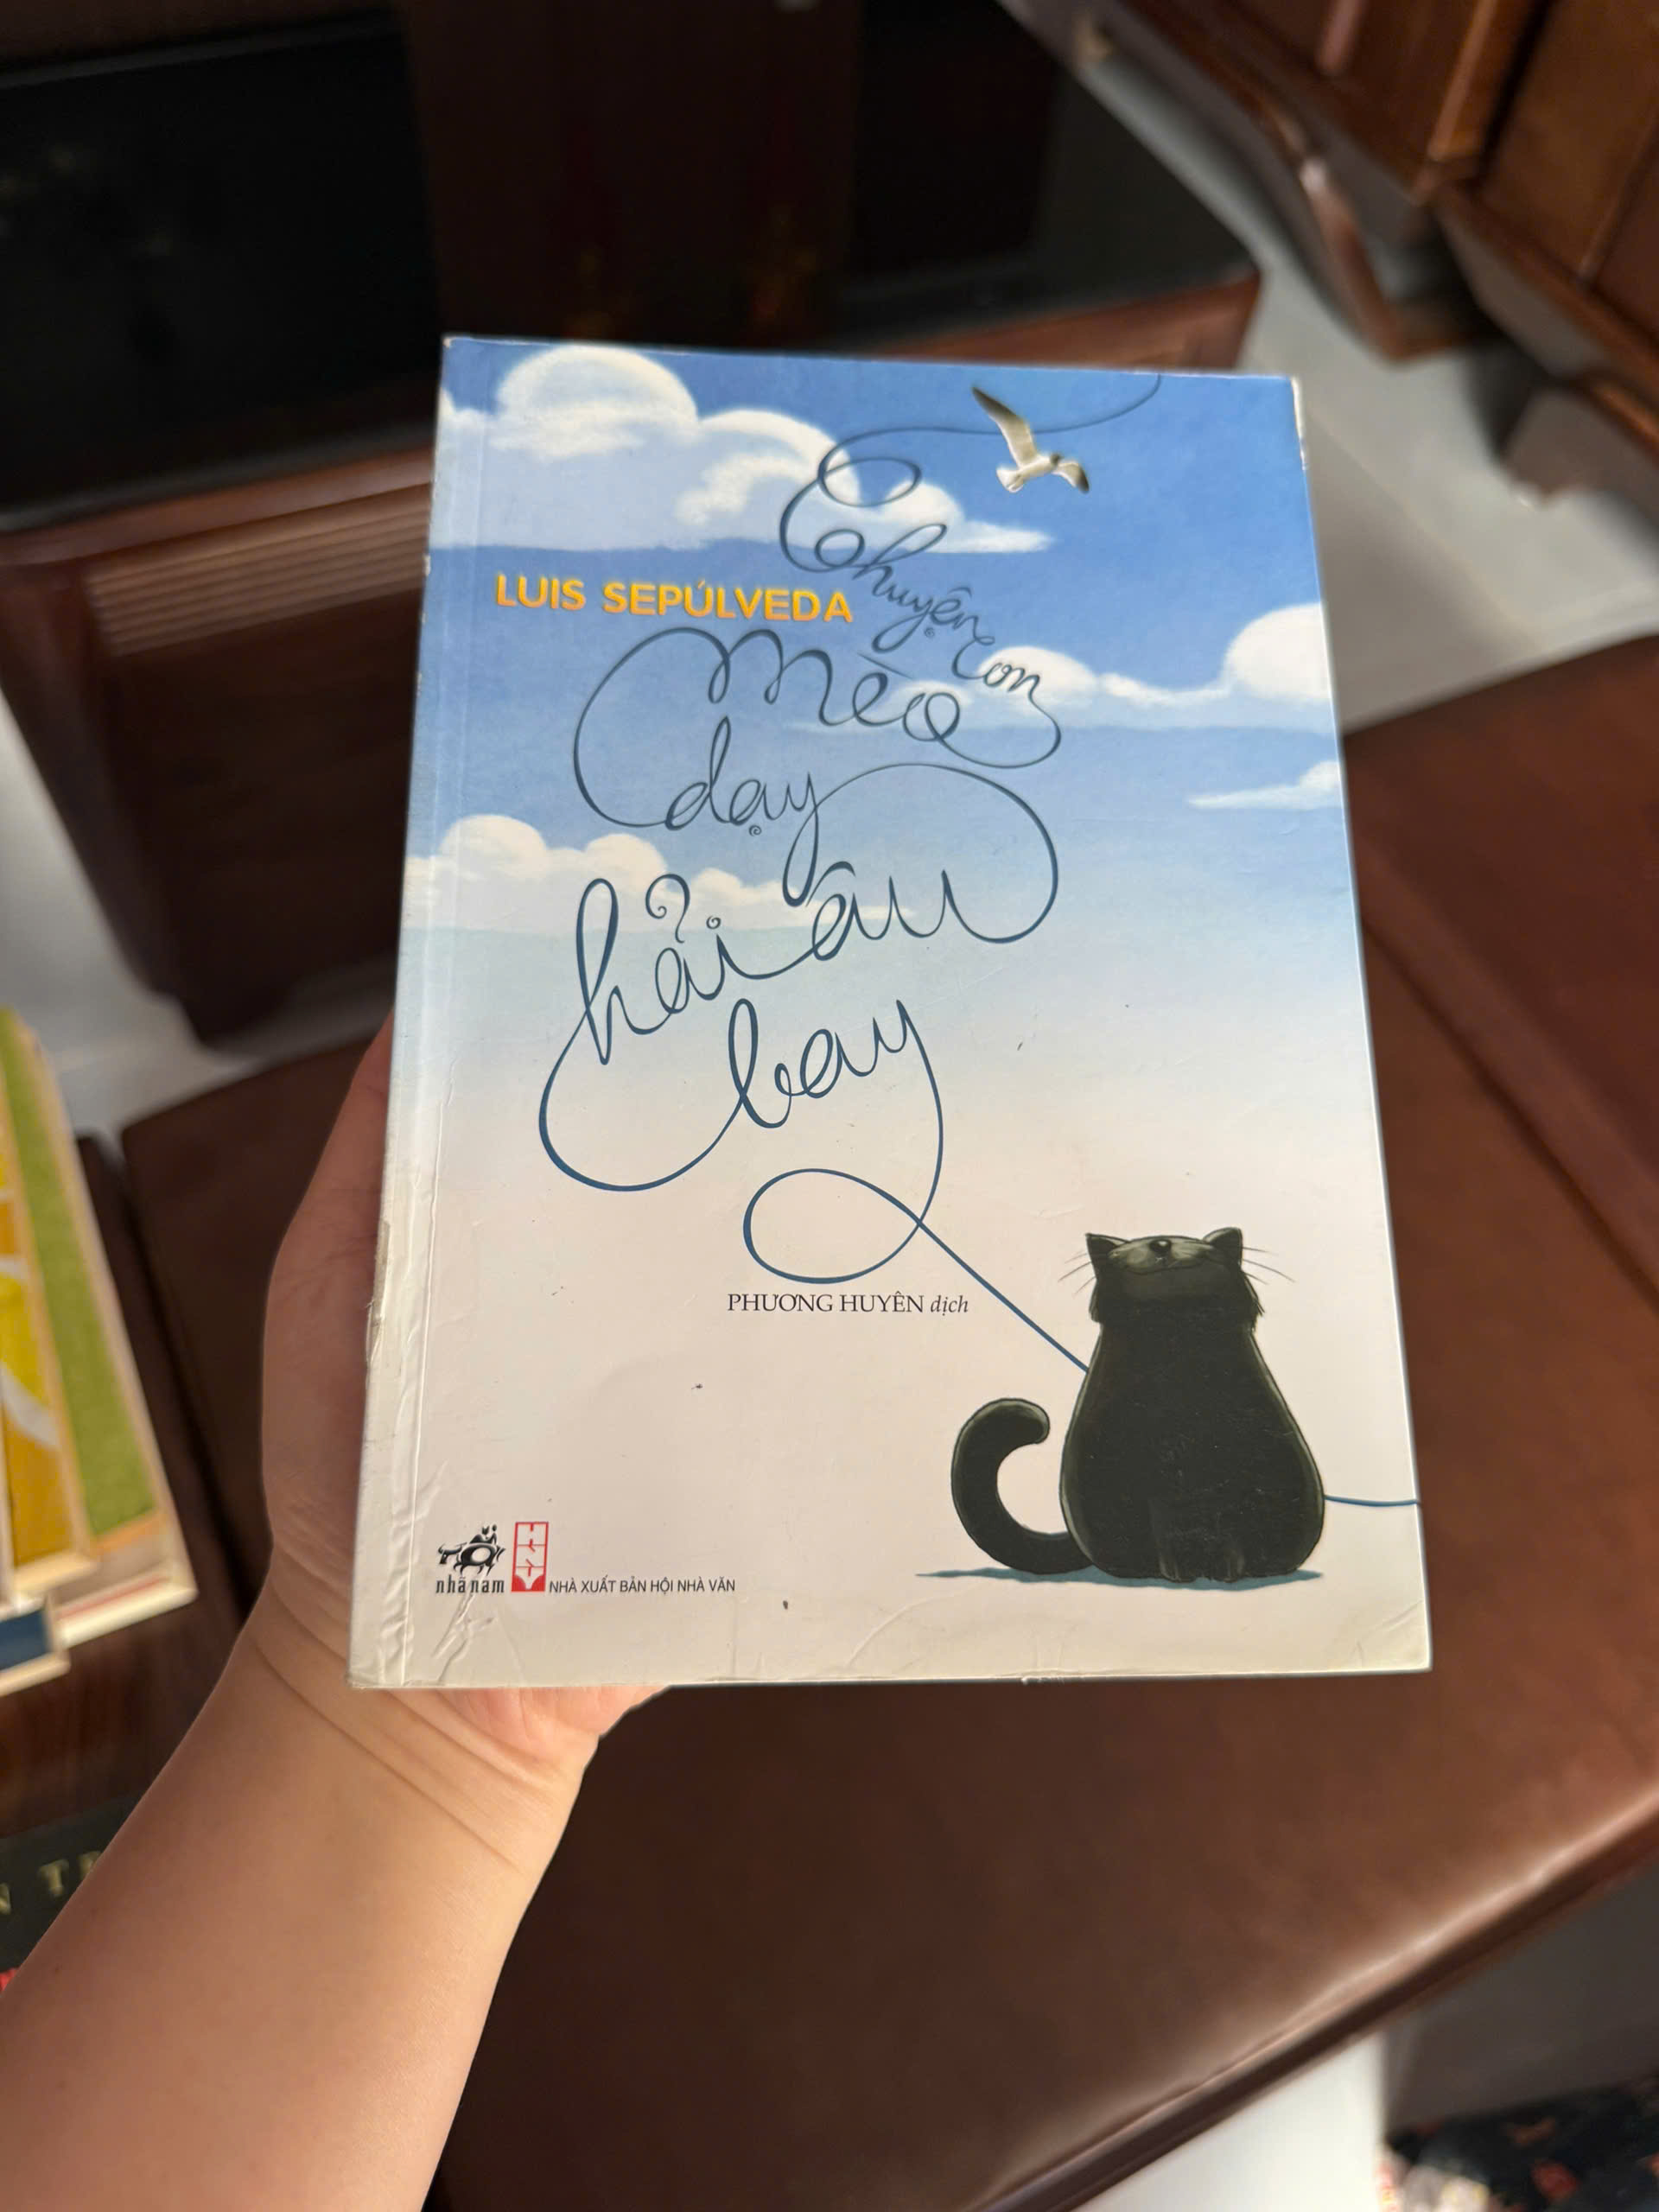 LUIS SEPÚLVEDA
Chuyện con
mèo
dạy
hải âu
bay
PHƯƠNG HUYÊN dịch
nhã nam
NHÀ XUẤT BẢN HỘI NHÀ VĂN